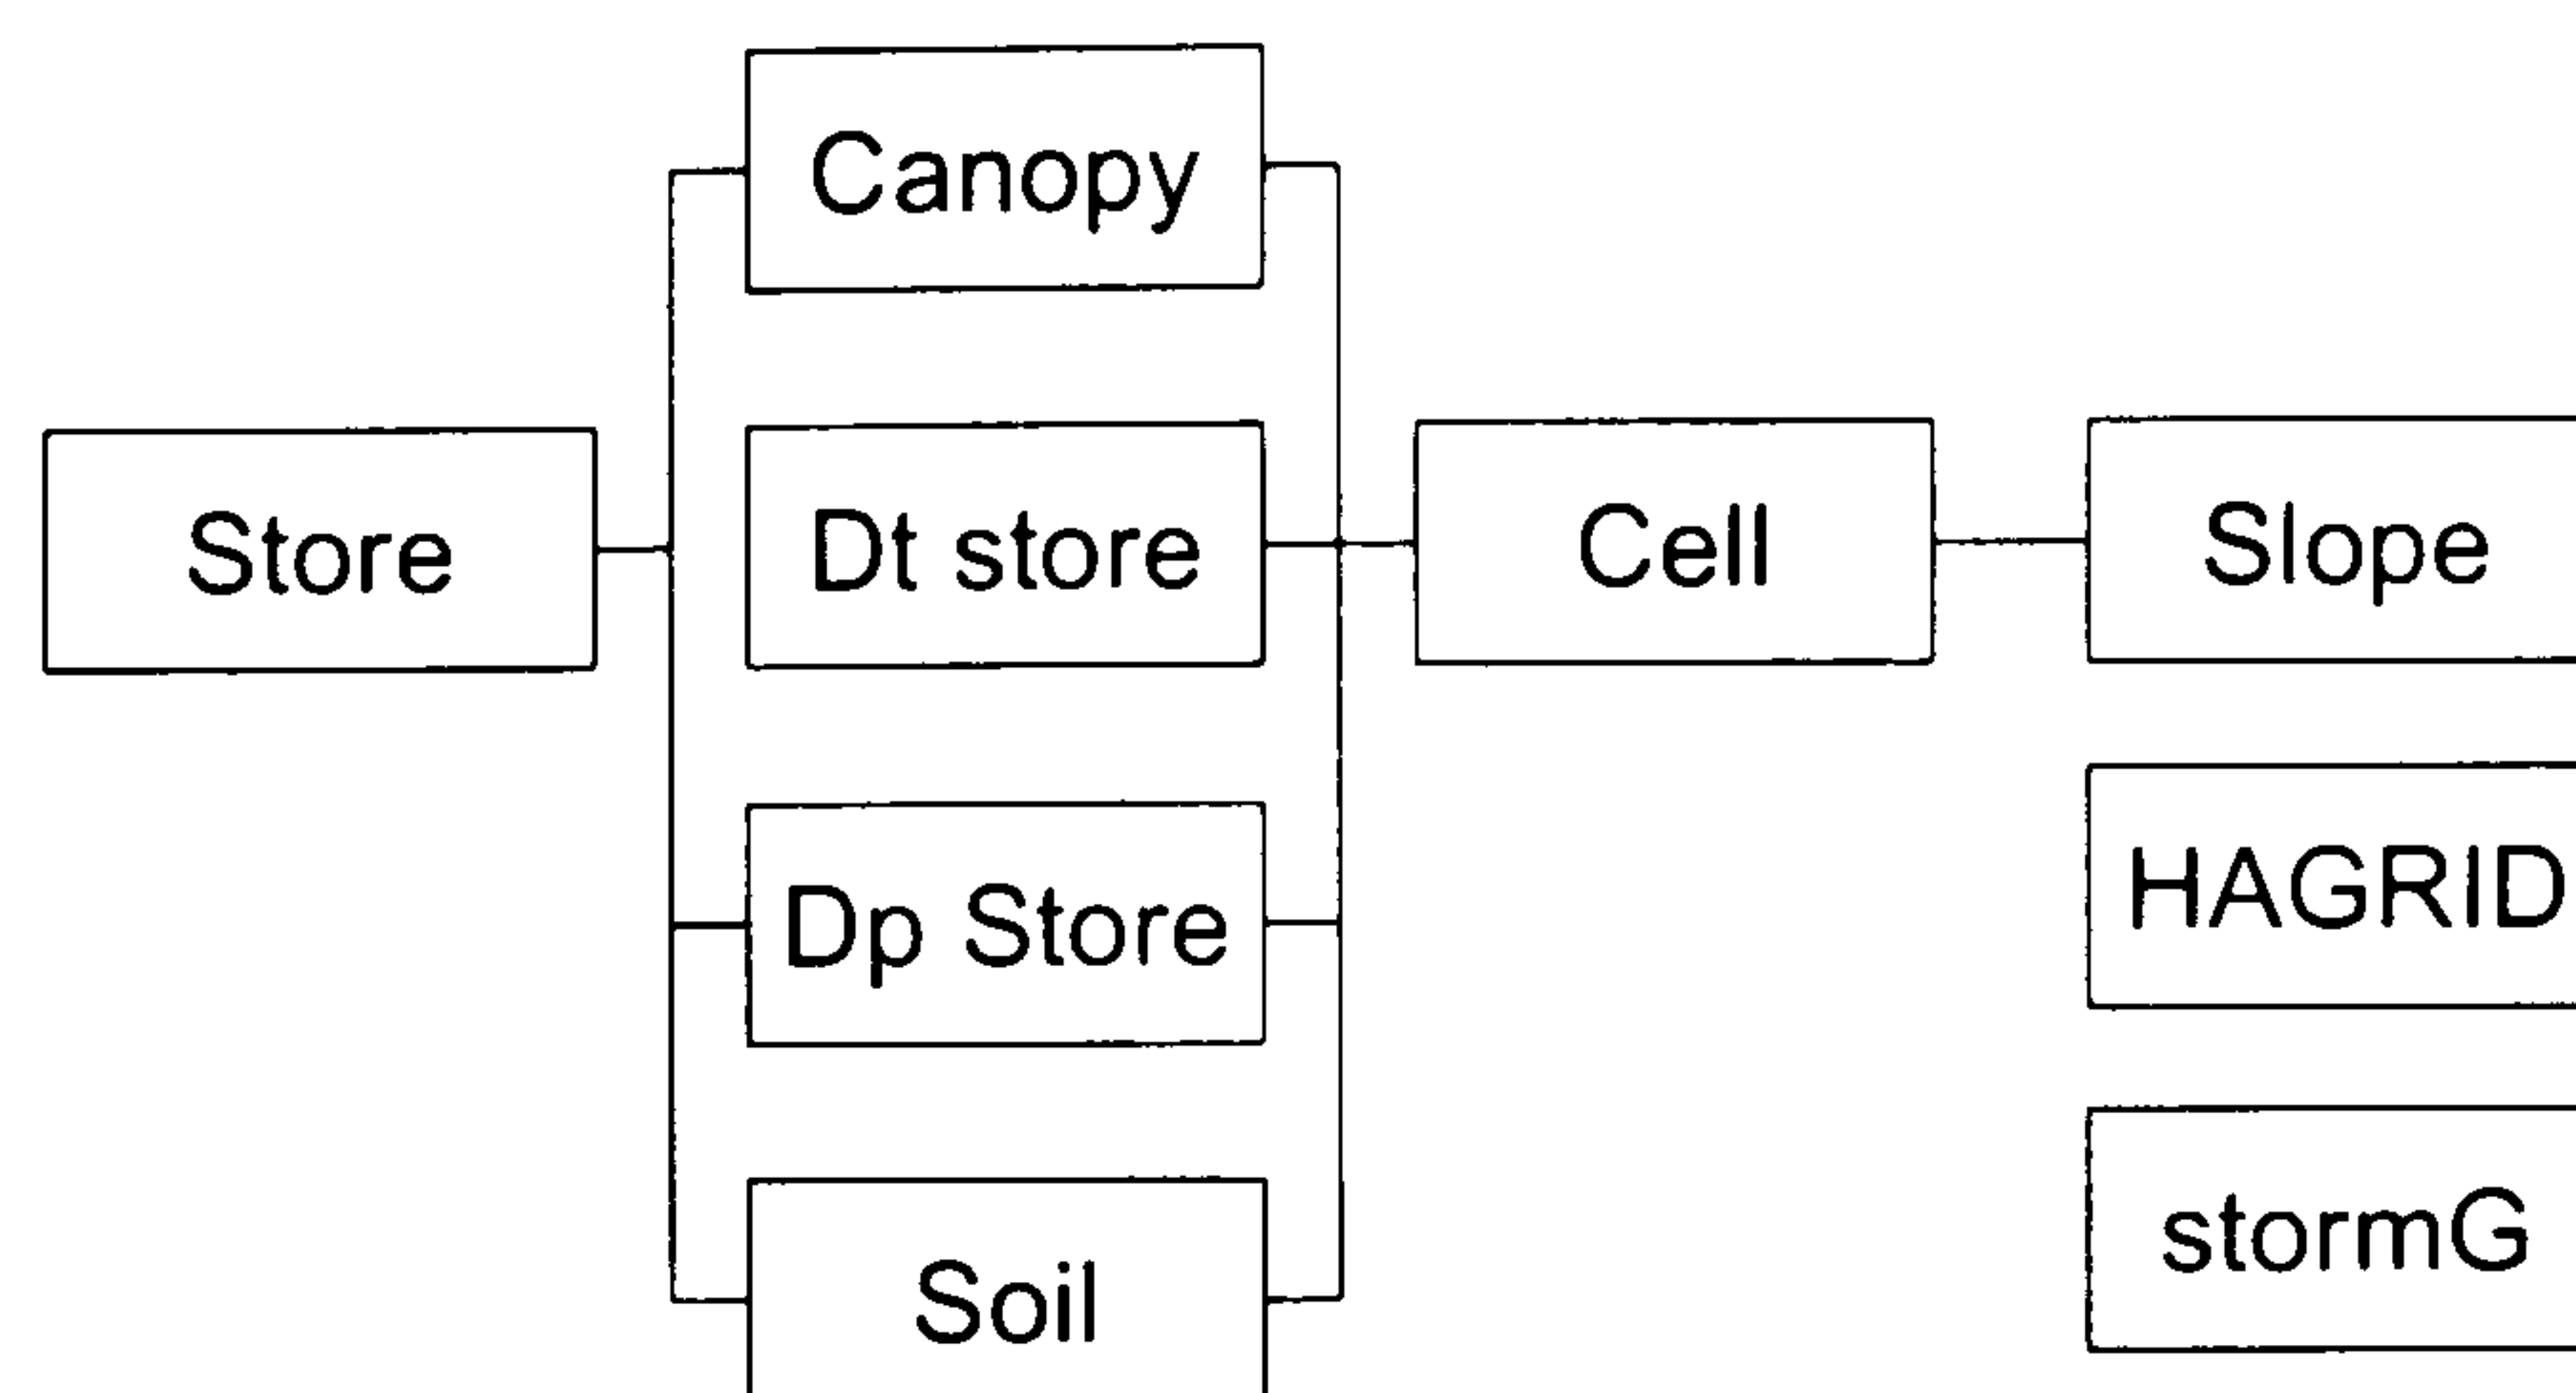 Canopy
Store
Dt store
Cell
Slope
Dp Store
HAGRID
Soil
stormG